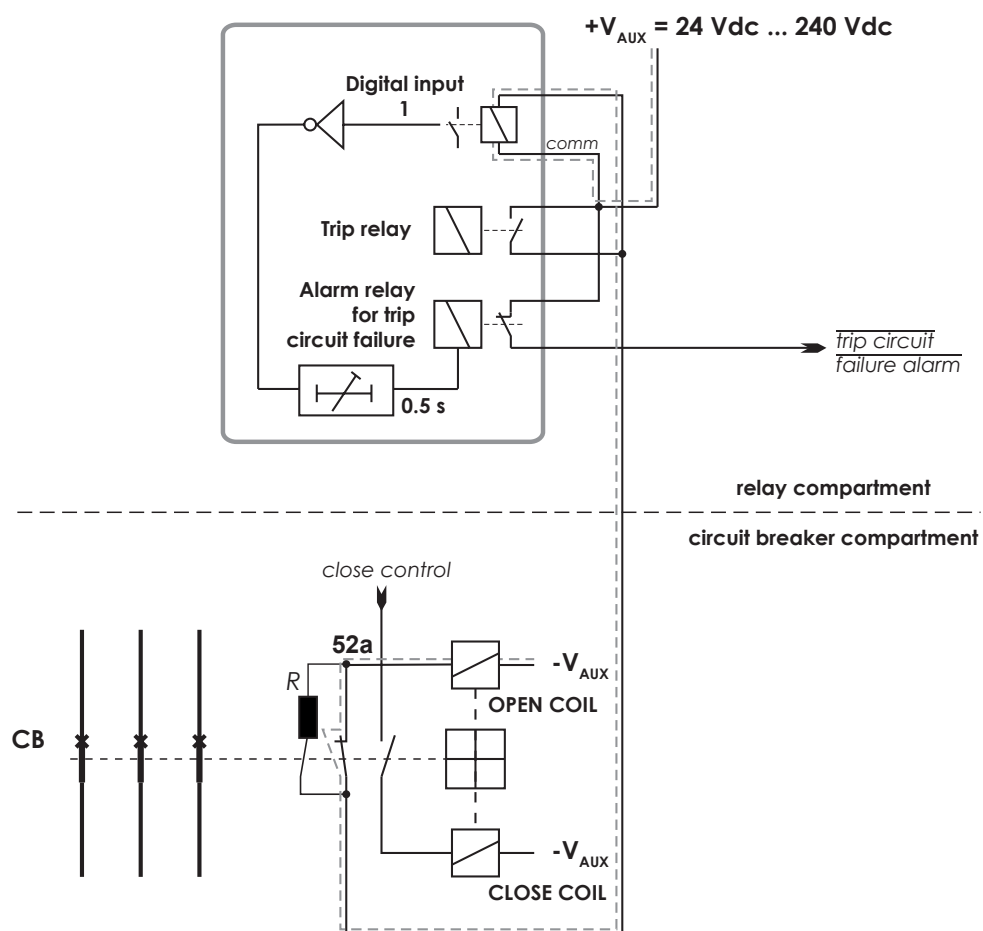 +VAUX = 24 Vdc ... 240 Vdc
Digital input
1
comm
Trip relay
Alarm relay
for trip
circuit failure
trip circuit
failure alarm
0.5 s
relay compartment
circuit breaker compartment
close control
52a
R
-VAUX
OPEN COIL
CB
-VAUX
CLOSE COIL